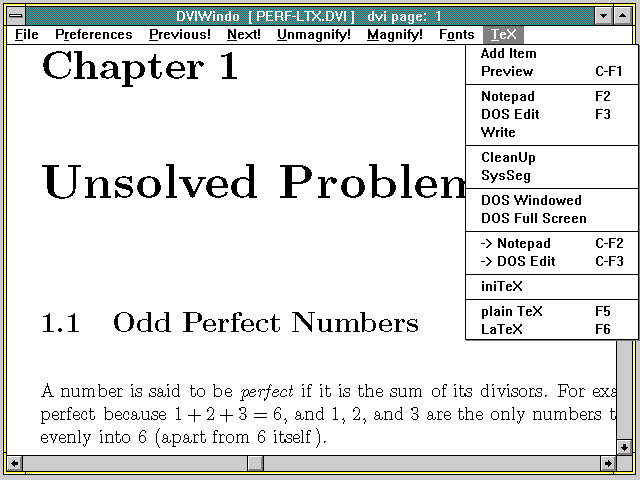 DVIWindo [ PERF-LTX.DVI ] dvi page: 1
File Preferences Previous! Next! Unmagnify! Magnify! Fonts TeX
Add Item
Preview C-F1
Notepad F2
DOS Edit F3
Write
CleanUp
SysSeg
DOS Windowed
DOS Full Screen
-> Notepad C-F2
-> DOS Edit C-F3
iniTeX
plain TeX F5
LaTeX F6
Chapter 1
Unsolved Problem
1.1 Odd Perfect Numbers
A number is said to be perfect if it is the sum of its divisors. For exa
perfect because 1 + 2 + 3 = 6, and 1, 2, and 3 are the only numbers t
evenly into 6 (apart from 6 itself).